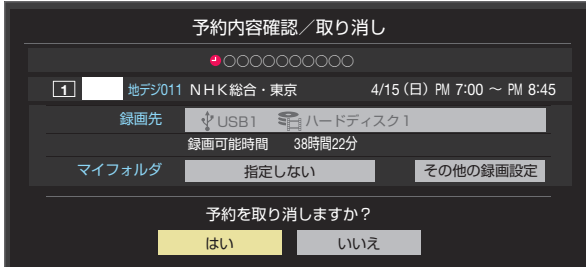 予約内容確認／取り消し
○○○○○○○○○○
1 地デジ011 NHK総合・東京 4/15(日) PM 7:00 ～ PM 8:45
録画先 USB1 ハードディスク1
録画可能時間 38時間22分
マイフォルダ 指定しない その他の録画設定
予約を取り消しますか？
はい いいえ